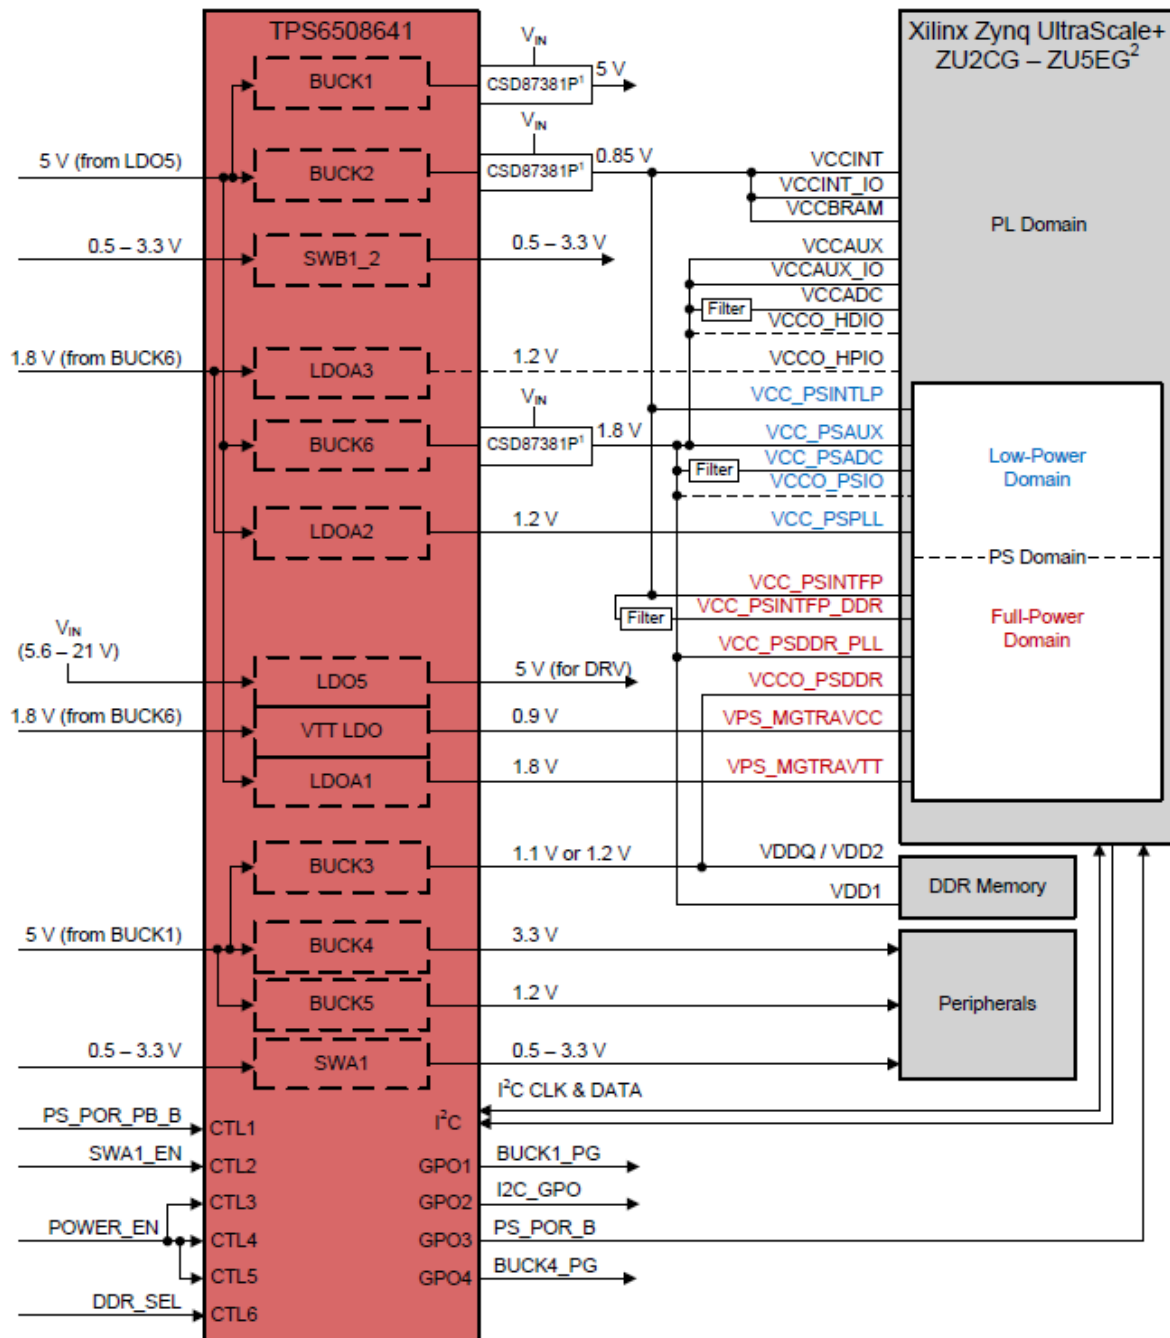 TPS6508641
Xilinx Zynq UltraScale+
ZU2CG – ZU5EG²
VIN
BUCK1
CSD87381P¹
5 V
VIN
5 V (from LDO5)
BUCK2
CSD87381P¹
0.85 V
VCCINT
VCCINT_IO
VCCBRAM
PL Domain
0.5 – 3.3 V
SWB1_2
0.5 – 3.3 V
VCCAUX
VCCAUX_IO
Filter
VCCADC
VCCO_HDIO
1.8 V (from BUCK6)
LDOA3
1.2 V
VCCO_HPIO
VIN
VCC_PSINTLP
BUCK6
CSD87381P¹
1.8 V
VCC_PSAUX
Filter
VCC_PSADC
VCCO_PSIO
Low-Power
Domain
LDOA2
1.2 V
VCC_PSPLL
PS Domain
VCC_PSINTFP
Filter
VCC_PSINTFP_DDR
Full-Power
Domain
VIN
(5.6 – 21 V)
VCC_PSDDR_PLL
LDO5
5 V (for DRV)
VCCO_PSDDR
1.8 V (from BUCK6)
VTT LDO
0.9 V
VPS_MGTRAVCC
LDOA1
1.8 V
VPS_MGTRAVTT
BUCK3
1.1 V or 1.2 V
VDDQ / VDD2
VDD1
DDR Memory
5 V (from BUCK1)
BUCK4
3.3 V
BUCK5
1.2 V
Peripherals
0.5 – 3.3 V
SWA1
0.5 – 3.3 V
I²C CLK & DATA
PS_POR_PB_B
CTL1
I²C
SWA1_EN
CTL2
GPO1
BUCK1_PG
CTL3
GPO2
I2C_GPO
POWER_EN
CTL4
GPO3
PS_POR_B
CTL5
GPO4
BUCK4_PG
DDR_SEL
CTL6